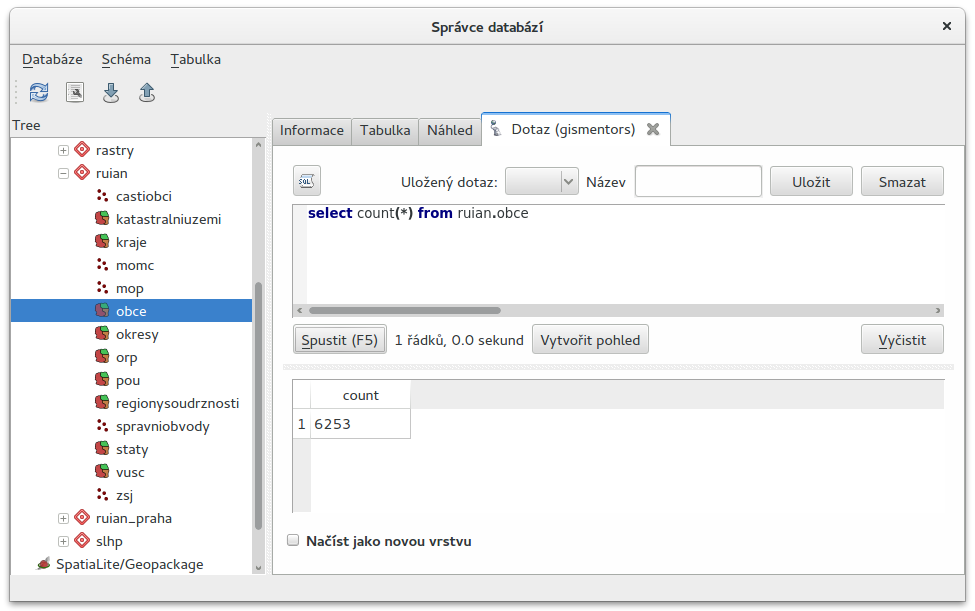 Správce databází
Databáze Schéma Tabulka
Tree
rastry
ruian
castiobci
katastralniuzemi
kraje
momc
mop
obce
okresy
orp
pou
regionysoudrznosti
spravniobvody
staty
vusc
zsj
ruian_praha
slhp
SpatiaLite/Geopackage
Informace Tabulka Náhled Dotaz (gismentors)
SQL Uložený dotaz: Název Uložit Smazat
select count(*) from ruian.obce
Spustit (F5) 1 řádků, 0.0 sekund Vytvořit pohled Vyčistit
count
1 6253
Načíst jako novou vrstvu